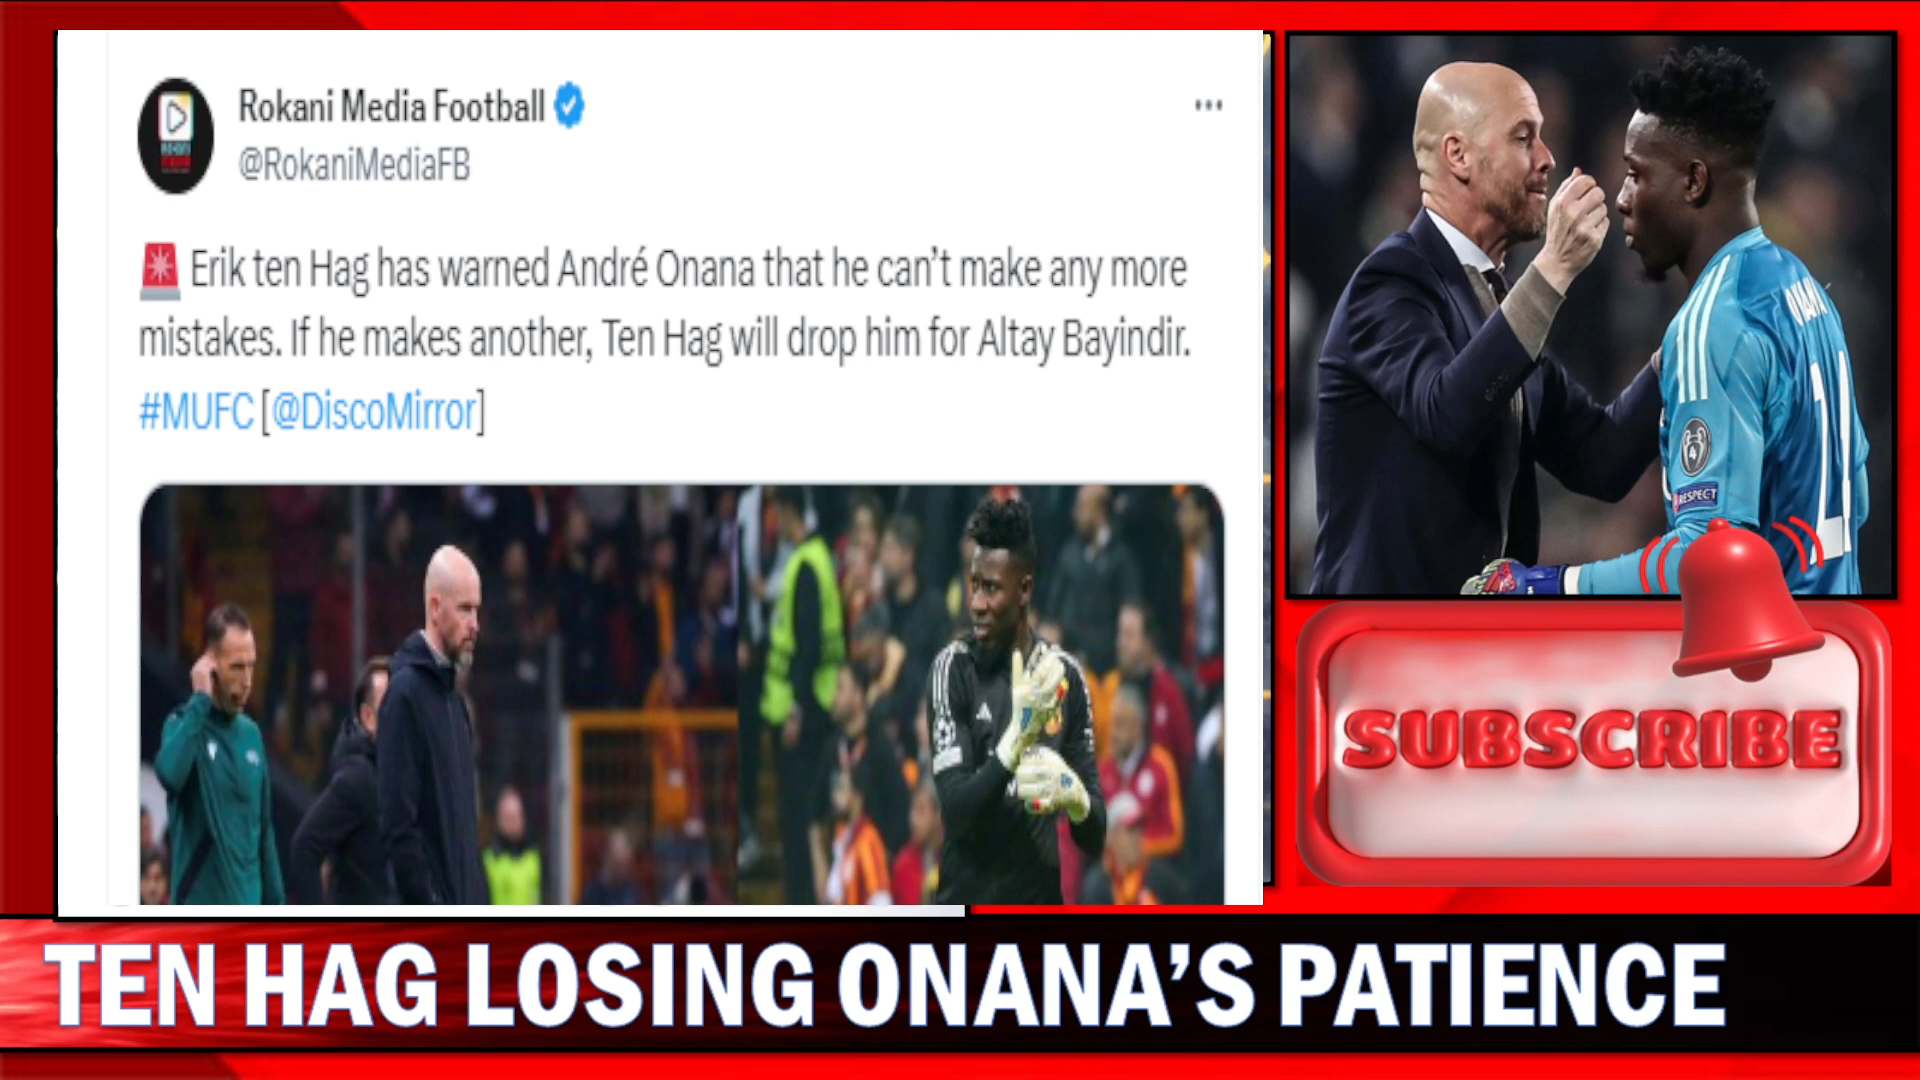 Rokani Media Football
@RokaniMediaFB
Erik ten Hag has warned André Onana that he can’t make any more
mistakes. If he makes another, Ten Hag will drop him for Altay Bayindir.
#MUFC [@DiscoMirror]
4
RESPECT
SUBSCRIBE
TEN HAG LOSING ONANA’S PATIENCE